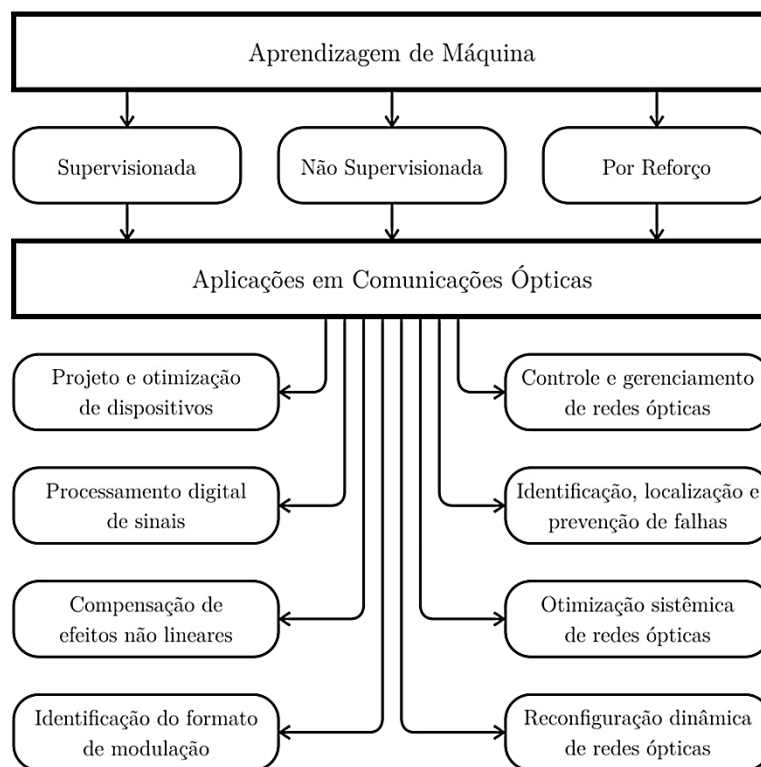 Aprendizagem de Máquina
Supervisionada
Não Supervisionada
Por Reforço
Aplicações em Comunicações Ópticas
Projeto e otimização
de dispositivos
Controle e gerenciamento
de redes ópticas
Processamento digital
de sinais
Identificação, localização e
prevenção de falhas
Compensação de
efeitos não lineares
Otimização sistêmica
de redes ópticas
Identificação do formato
de modulação
Reconfiguração dinâmica
de redes ópticas